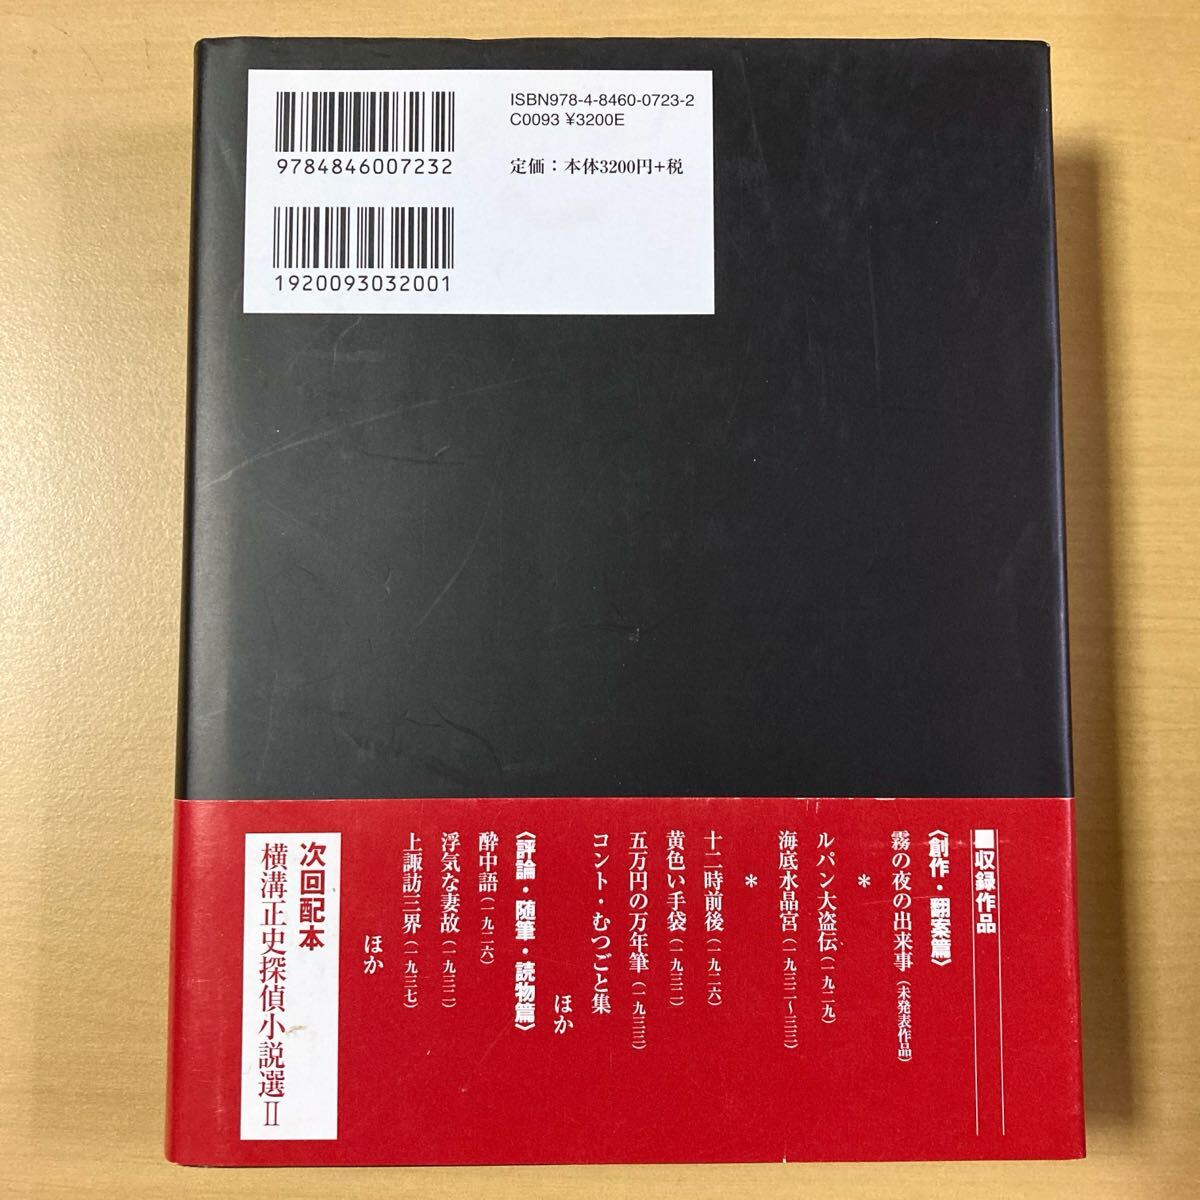 ISBN978-4-8460-0723-2
C0093 ¥3200E
定価：本体3200円+税
9784846007232
1920093032001
■収録作品
〈創作・翻案篇〉
霧の夜の出来事（未発表作品）
＊
ルパン大盗伝（一九二九）
海底水晶宮（一九三二～三三）
＊
十二時前後（一九二六）
黄色い手袋（一九三二）
五万円の万年筆（一九三三）
コント・むつごと集
ほか
〈評論・随筆・読物篇〉
酔中語（一九二六）
浮気な妻故（一九三二）
上諏訪三界（一九三七）
ほか
次回配本
横溝正史探偵小説選Ⅱ